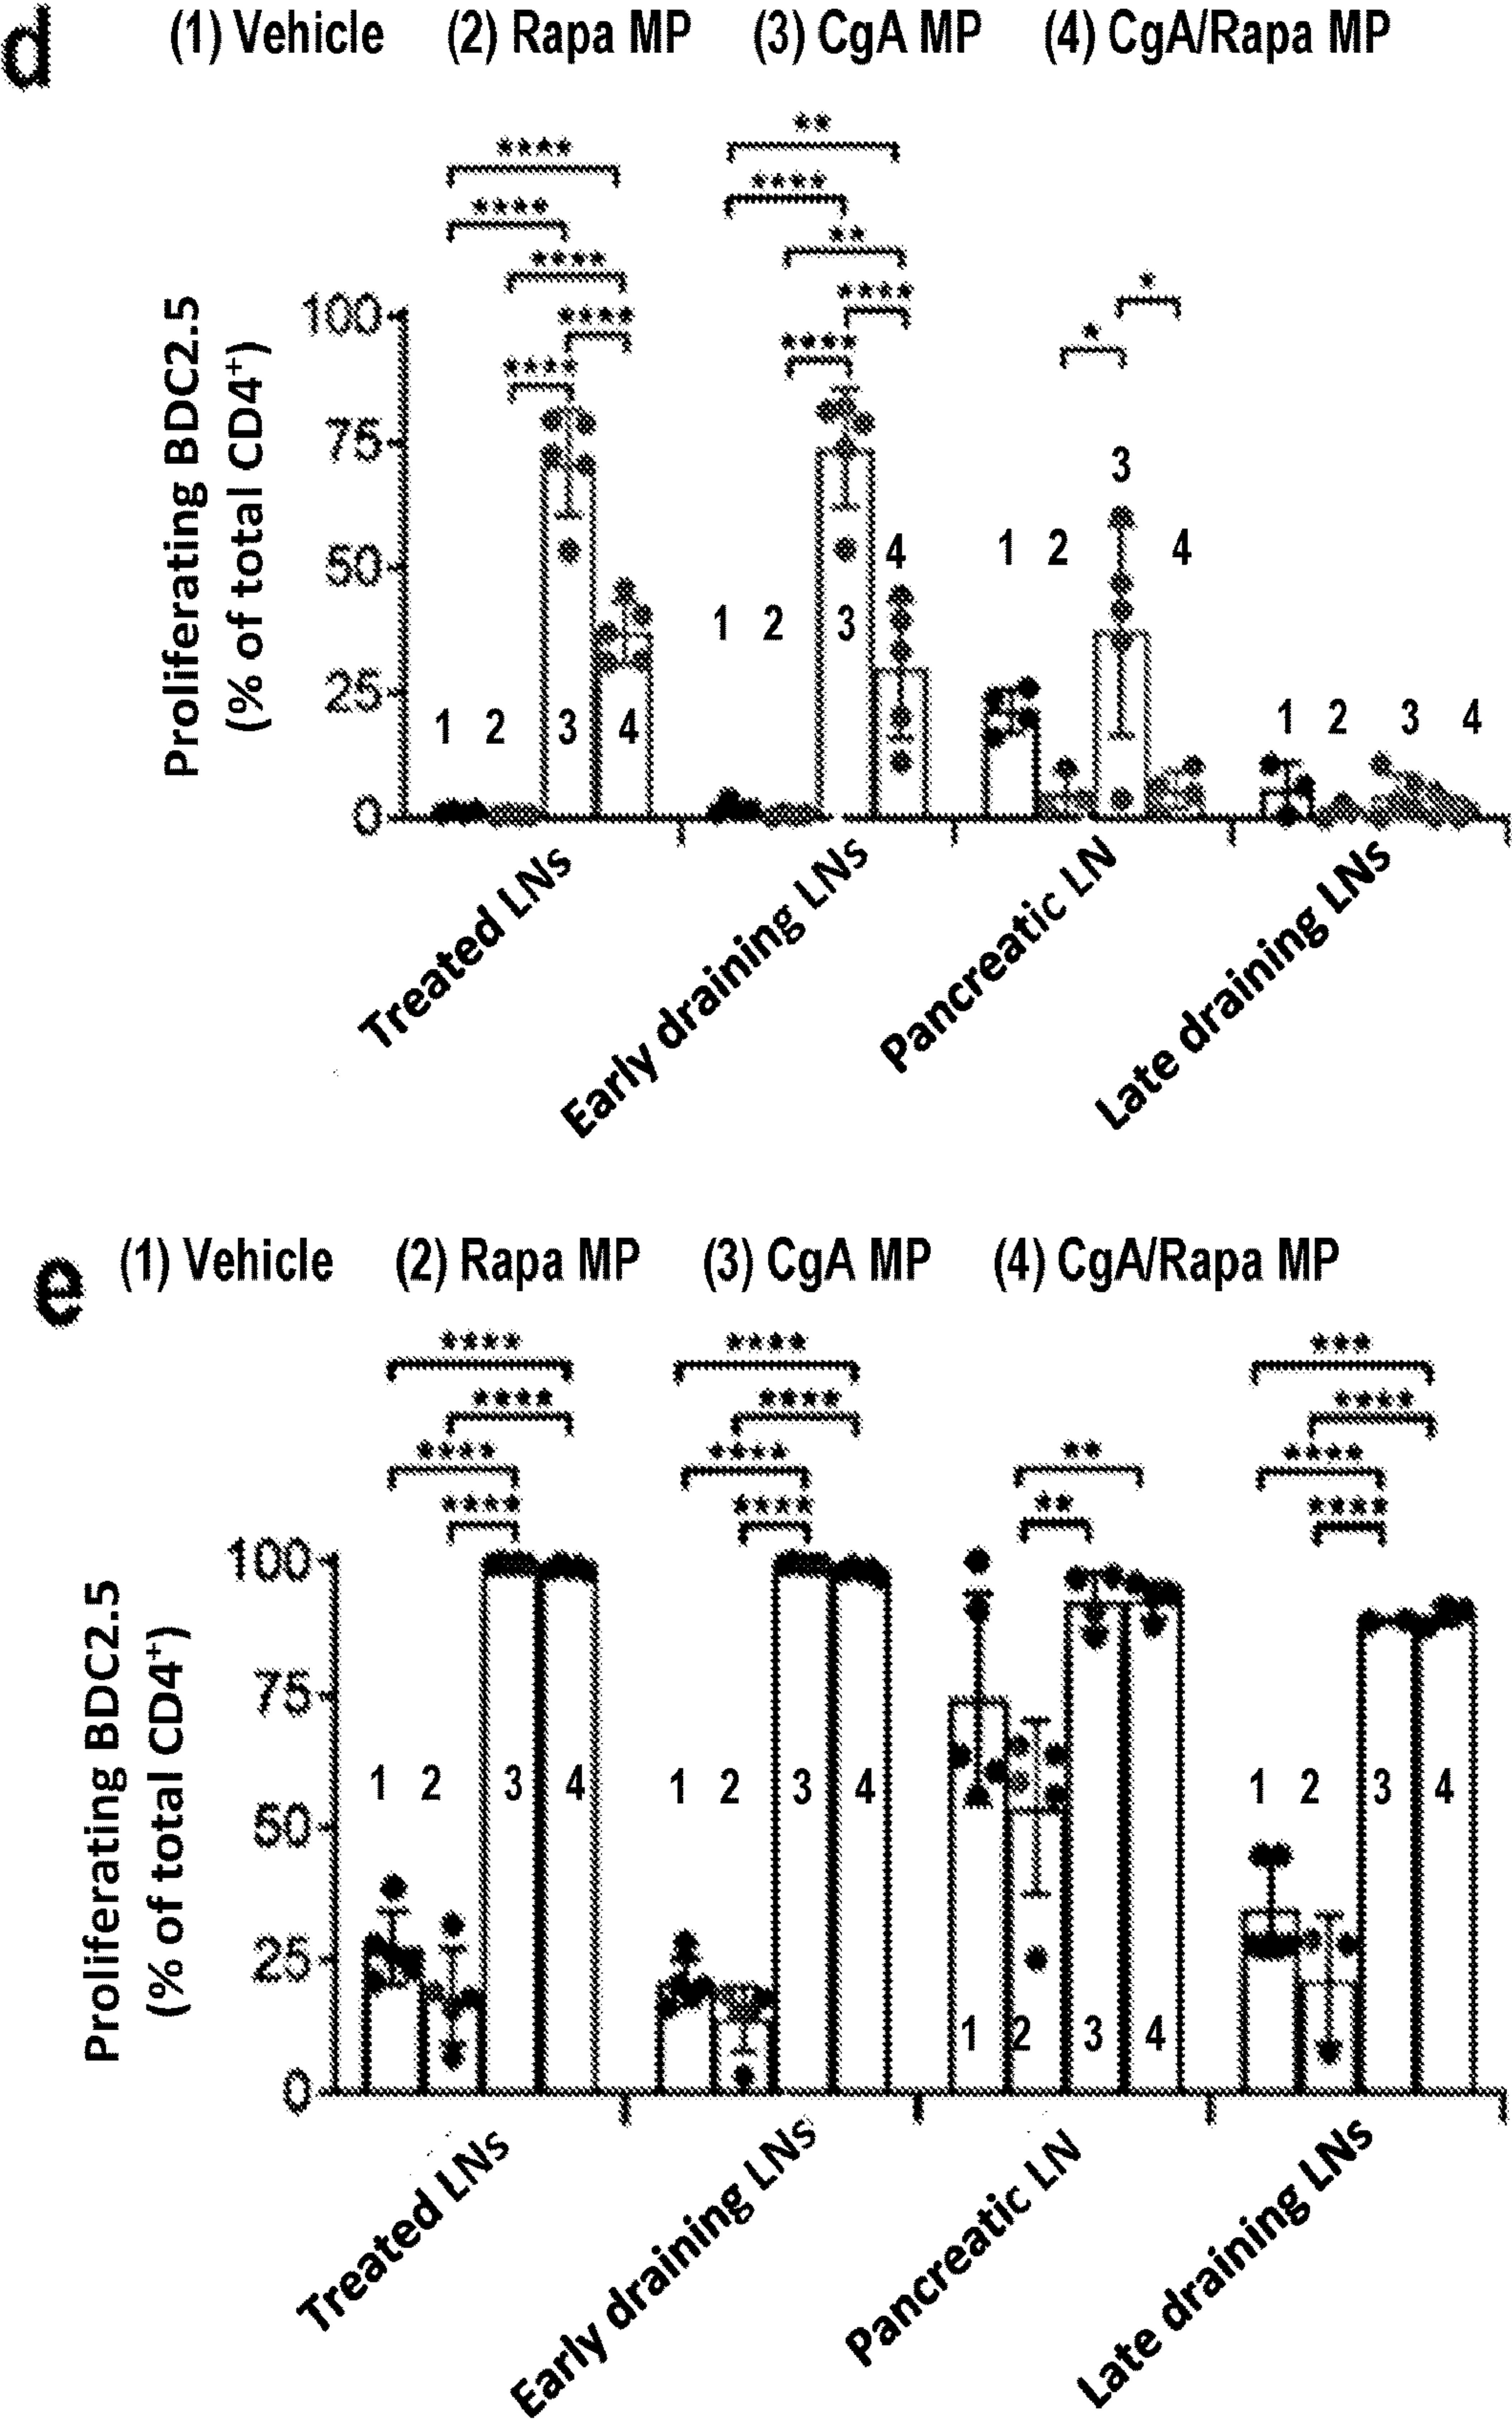 d
(1) Vehicle (2) Rapa MP (3) CgA MP (4) CgA/Rapa MP
**
****
****
****
****
**
****
*
****
****
****
*
****
Proliferating BDC2.5
(% of total CD4⁺)
100
75
50
25
0
1 2 3 4
1 2 3 4
1 2 3 4
1 2 3 4
Treated LNs
Early draining LNs
Pancreatic LN
Late draining LNs
e
(1) Vehicle (2) Rapa MP (3) CgA MP (4) CgA/Rapa MP
**** **** ***
**** **** ****
**** **** ** ****
**** **** ** ****
Proliferating BDC2.5
(% of total CD4⁺)
100
75
50
25
0
1 2 3 4
1 2 3 4
1 2 3 4
1 2 3 4
Treated LNs
Early draining LNs
Pancreatic LN
Late draining LNs